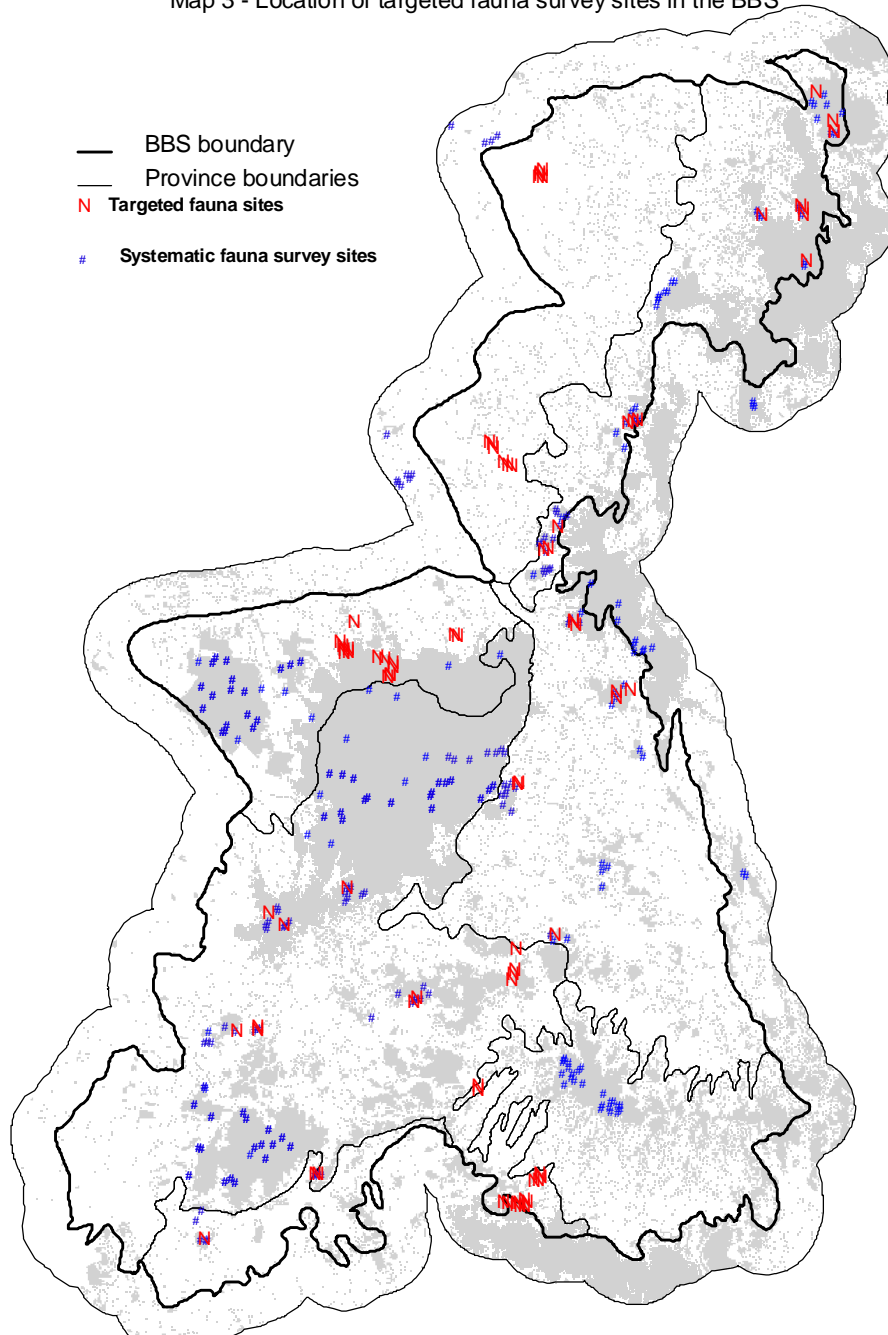 Map 3 - Location of targeted fauna survey sites in the BBS
BBS boundary
Province boundaries
N Targeted fauna sites
# Systematic fauna survey sites